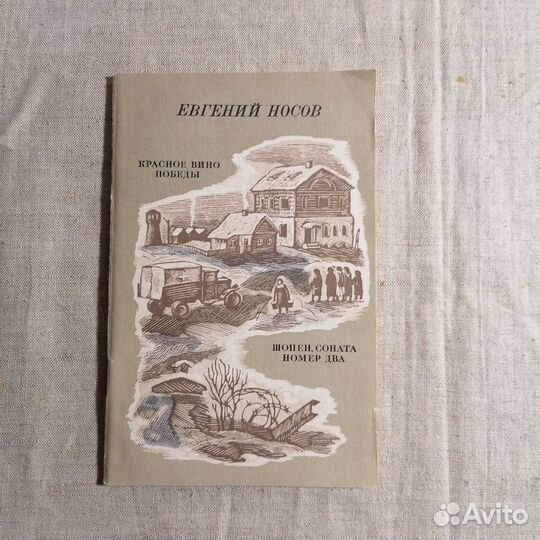 ЕВГЕНИЙ НОСОВ
КРАСНОЕ ВИНО
ПОБЕДЫ
ШОПЕН, СОНАТА
НОМЕР ДВА
Avito